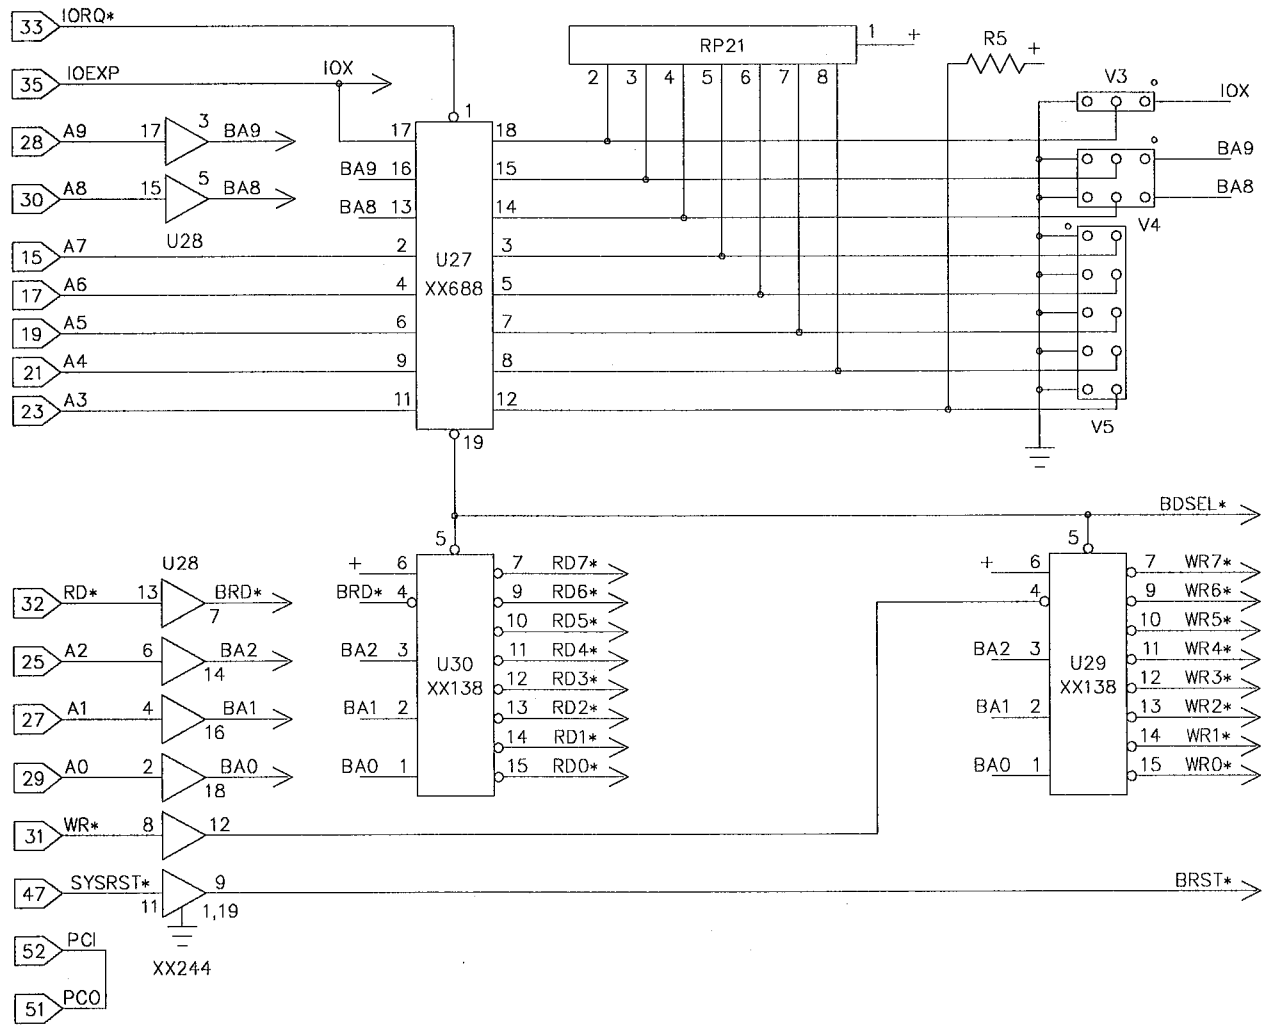 33 IORQ*
35 IOEXP IOX
28 A9 17 3 BA9
30 A8 15 5 BA8
U28
15 A7
17 A6
19 A5
21 A4
23 A3
1
17 18
BA9 16 15
BA8 13 14
2 3
4 5
6 7
9 8
11 12
U27
XX688
19
RP21 1 +
2 3 4 5 6 7 8
R5 +
V3 IOX
BA9
BA8
V4
V5
BDSEL*
U28
32 RD* 13 BRD* 7
25 A2 6 BA2 14
27 A1 4 BA1 16
29 A0 2 BA0 18
31 WR* 8 12
47 SYSRST* 11 9 1,19 BRST*
XX244
52 PCI
51 PCO
5
+ 6 7 RD7*
BRD* 4 9 RD6*
10 RD5*
BA2 3 11 RD4*
U30
XX138
12 RD3*
BA1 2 13 RD2*
14 RD1*
BA0 1 15 RD0*
5
+ 6 7 WR7*
4 9 WR6*
10 WR5*
BA2 3 11 WR4*
U29
XX138
12 WR3*
BA1 2 13 WR2*
14 WR1*
BA0 1 15 WR0*